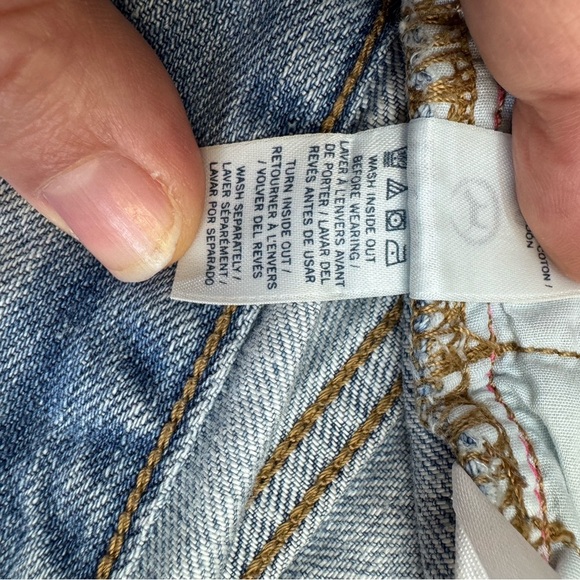 COTON /
WASH INSIDE OUT
BEFORE WEARING/
LAVER À L'ENVERS AVANT
DE PORTER / LAVAR DEL
REVÉS ANTES DE USAR
TURN INSIDE OUT /
RETOURNER À L'ENVERS
/ VOLVER DEL REVÉS
WASH SEPARATELY/
LAVER SÉPARÉMENT/
LAVAR POR SEPARADO